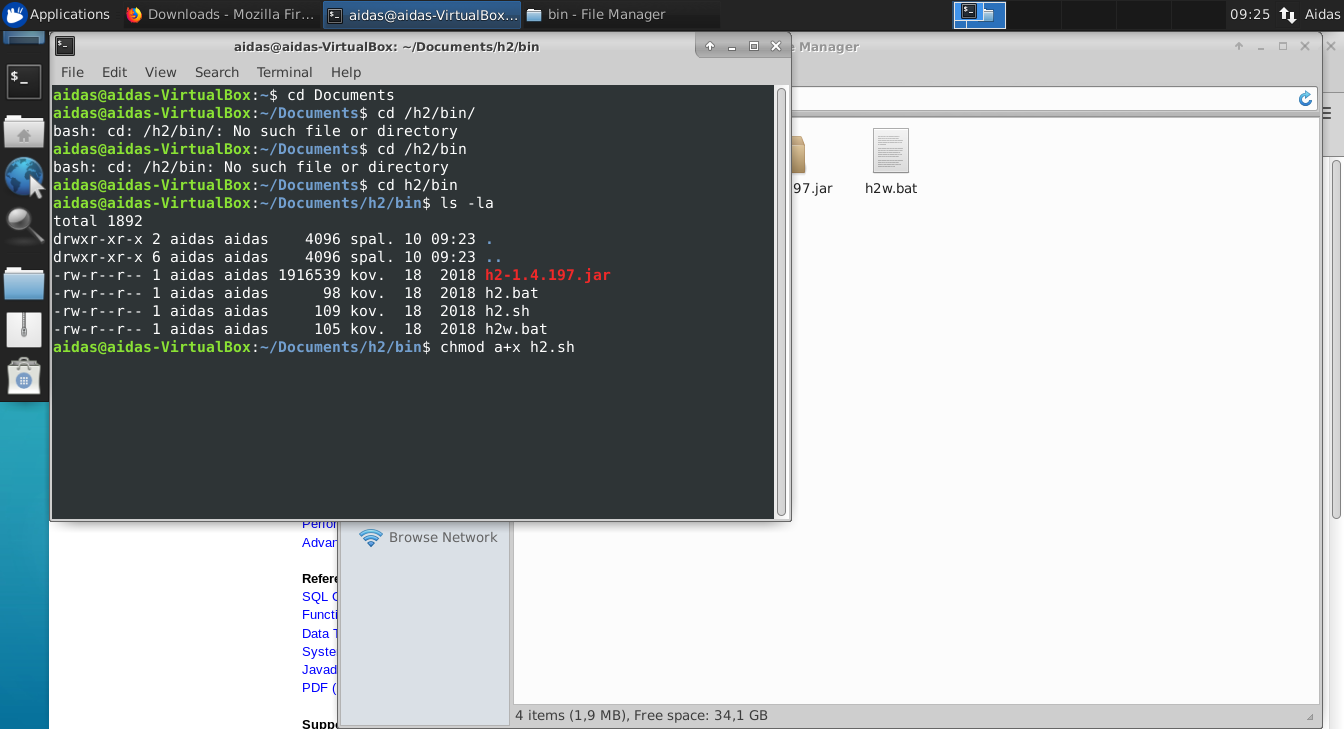 Applications
Downloads - Mozilla Fir...
aidas@aidas-VirtualBox...
bin - File Manager
09:25
Aidas
aidas@aidas-VirtualBox: ~/Documents/h2/bin
Manager
File Edit View Search Terminal Help
aidas@aidas-VirtualBox:~$ cd Documents
aidas@aidas-VirtualBox:~/Documents$ cd /h2/bin/
bash: cd: /h2/bin/: No such file or directory
aidas@aidas-VirtualBox:~/Documents$ cd /h2/bin
bash: cd: /h2/bin: No such file or directory
aidas@aidas-VirtualBox:~/Documents$ cd h2/bin
aidas@aidas-VirtualBox:~/Documents/h2/bin$ ls -la
total 1892
drwxr-xr-x 2 aidas aidas    4096 spal. 10 09:23 .
drwxr-xr-x 6 aidas aidas    4096 spal. 10 09:23 ..
-rw-r--r-- 1 aidas aidas 1916539 kov.  18  2018 h2-1.4.197.jar
-rw-r--r-- 1 aidas aidas      98 kov.  18  2018 h2.bat
-rw-r--r-- 1 aidas aidas     109 kov.  18  2018 h2.sh
-rw-r--r-- 1 aidas aidas     105 kov.  18  2018 h2w.bat
aidas@aidas-VirtualBox:~/Documents/h2/bin$ chmod a+x h2.sh
97.jar
h2w.bat
Browse Network
Advan
Refere
SQL
Functi
Data
Syste
Javad
PDF (
Suppo
4 items (1,9 MB), Free space: 34,1 GB